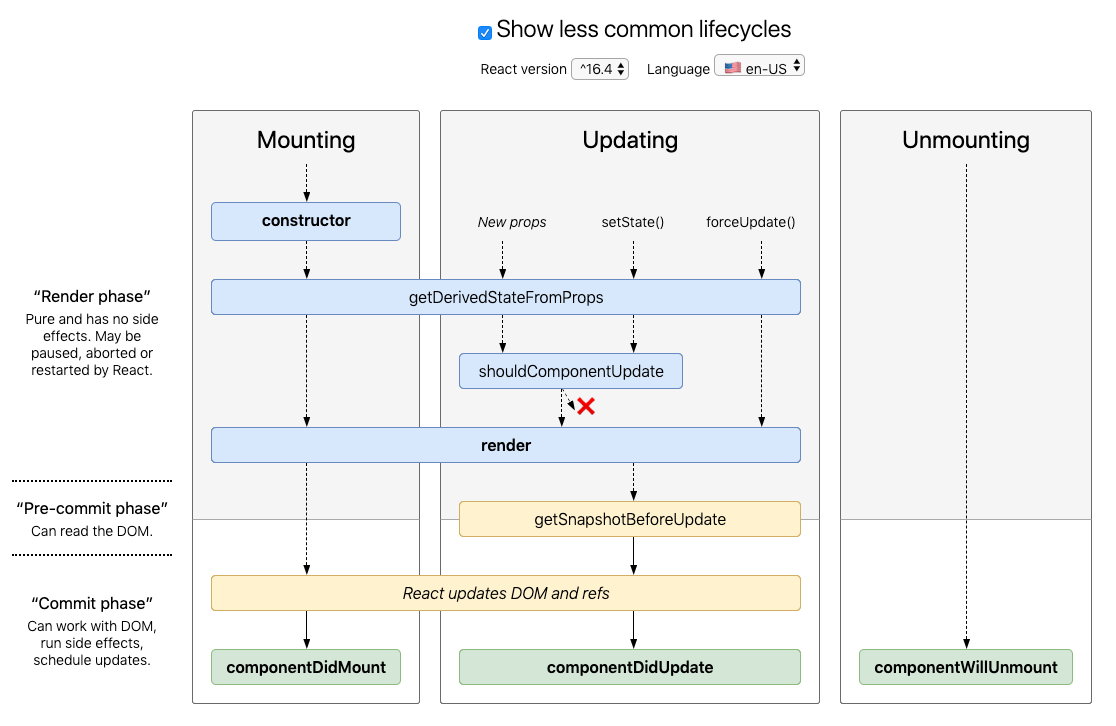 Show less common lifecycles
React version ^16.4 Language 🇺🇸 en-US
Mounting
Updating
Unmounting
constructor
New props
setState()
forceUpdate()
“Render phase”
Pure and has no side
effects. May be
paused, aborted or
restarted by React.
getDerivedStateFromProps
shouldComponentUpdate
render
“Pre-commit phase”
Can read the DOM.
getSnapshotBeforeUpdate
“Commit phase”
Can work with DOM,
run side effects,
schedule updates.
React updates DOM and refs
componentDidMount
componentDidUpdate
componentWillUnmount